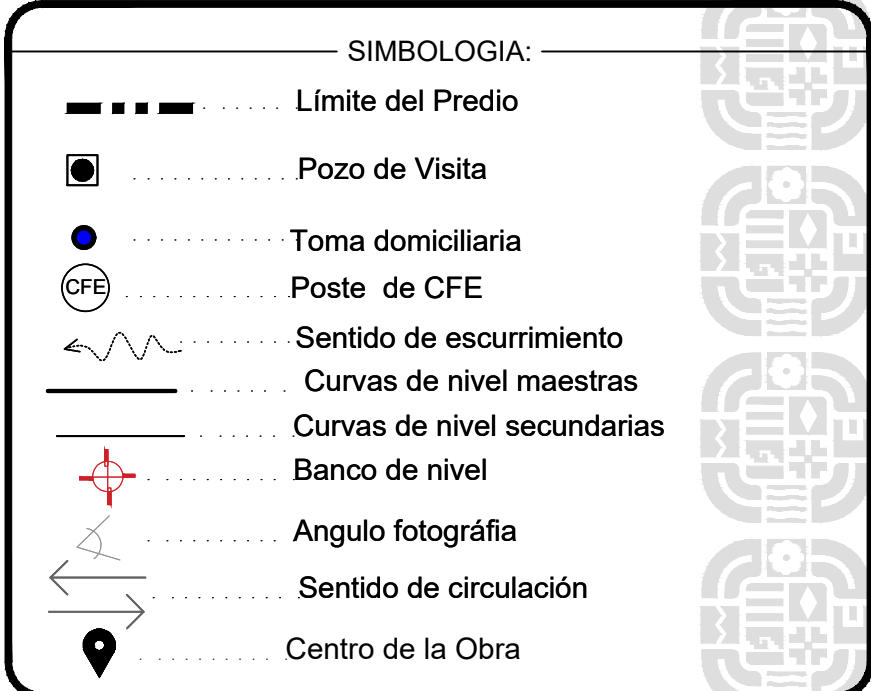 SIMBOLOGIA:
Límite del Predio
Pozo de Visita
Toma domiciliaria
CFE Poste de CFE
Sentido de escurrimiento
Curvas de nivel maestras
Curvas de nivel secundarias
Banco de nivel
Angulo fotográfia
Sentido de circulación
Centro de la Obra